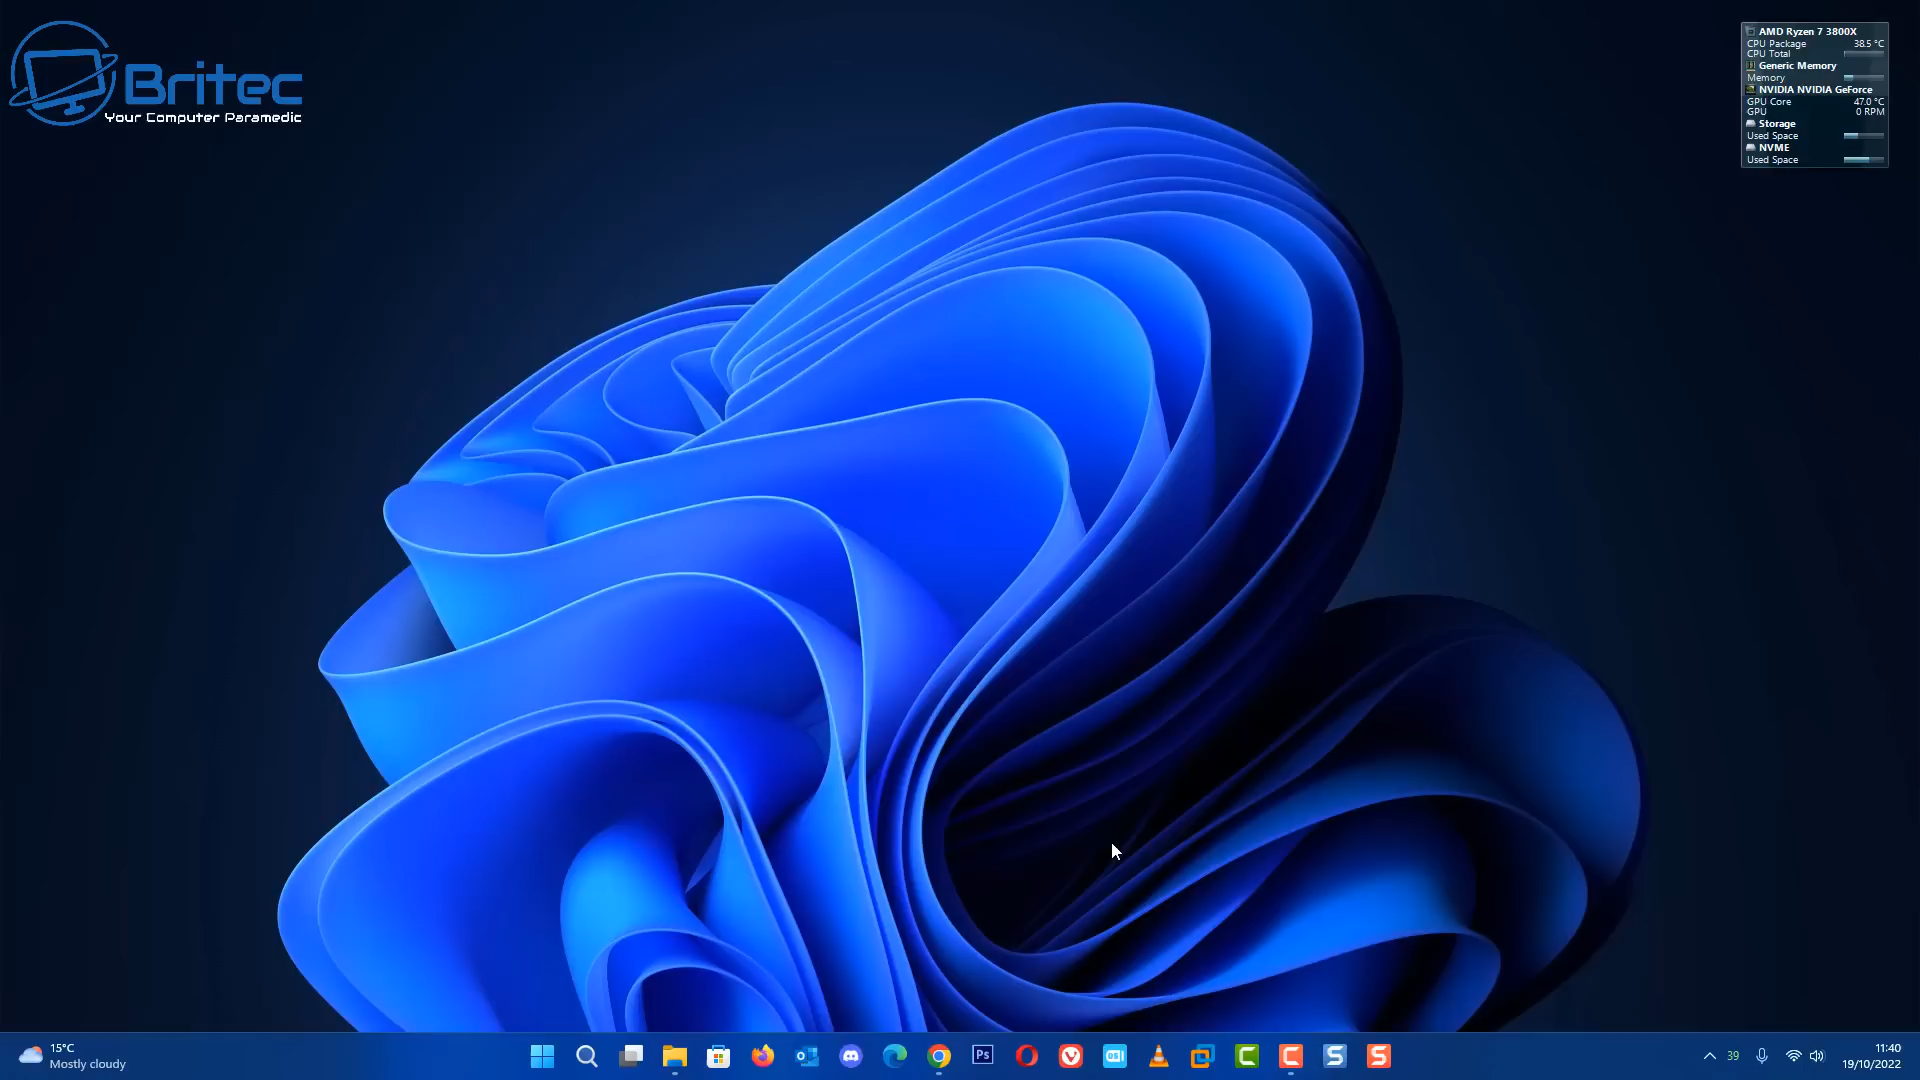 Britec
Your Computer Paramedic
AMD Ryzen 7 3800X
CPU Package 38.5 °C
CPU Total
Generic Memory
Memory
NVIDIA NVIDIA GeForce
GPU Core 47.0 °C
GPU 0 RPM
Storage
Used Space
NVME
Used Space
15°C
Mostly cloudy
Ps
39
11:40
19/10/2022